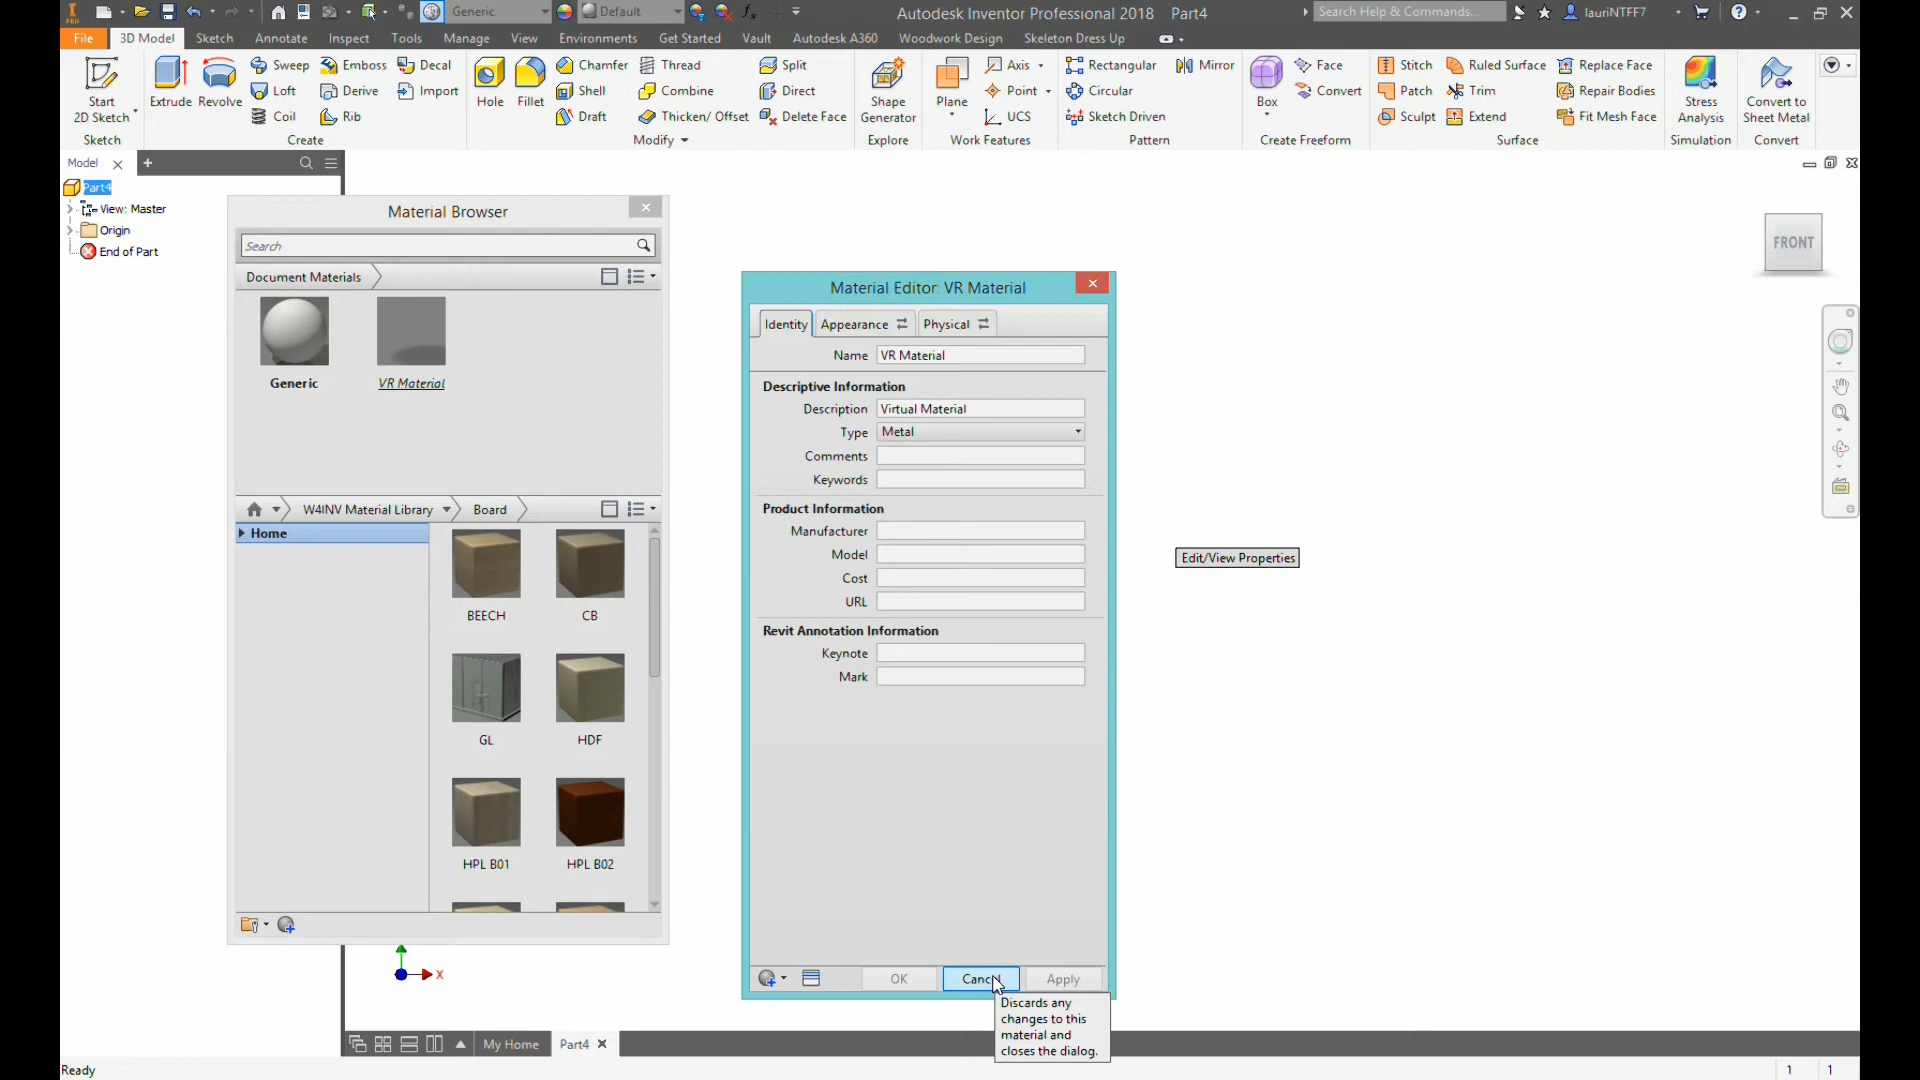 PRO
Generic
Default
Autodesk Inventor Professional 2018 Part4
Search Help & Commands...
lauriNTFF7
File 3D Model Sketch Annotate Inspect Tools Manage View Environments Get Started Vault Autodesk A360 Woodwork Design Skeleton Dress Up
Start
2D Sketch
Sketch
Extrude
Revolve
Sweep Emboss Decal
Loft Derive Import
Coil Rib
Create
Hole
Fillet
Chamfer Thread Split
Shell Combine Direct
Draft Thicken/ Offset Delete Face
Modify
Shape
Generator
Explore
Plane
Axis
Point
UCS
Work Features
Rectangular Mirror
Circular
Sketch Driven
Pattern
Box
Face
Convert
Create Freeform
Stitch Ruled Surface Replace Face
Patch Trim Repair Bodies
Sculpt Extend Fit Mesh Face
Surface
Stress
Analysis
Simulation
Convert to
Sheet Metal
Convert
Model
Part4
View: Master
Origin
End of Part
Material Browser
Search
Document Materials
Generic
VR Material
W4INV Material Library Board
Home
BEECH CB
GL HDF
HPL B01 HPL B02
Material Editor: VR Material
Identity Appearance Physical
Name VR Material
Descriptive Information
Description Virtual Material
Type Metal
Comments
Keywords
Product Information
Manufacturer
Model
Cost
URL
Revit Annotation Information
Keynote
Mark
OK Cancel Apply
Discards any
changes to this
material and
closes the dialog.
Edit/View Properties
FRONT
X
My Home Part4
Ready
1 1